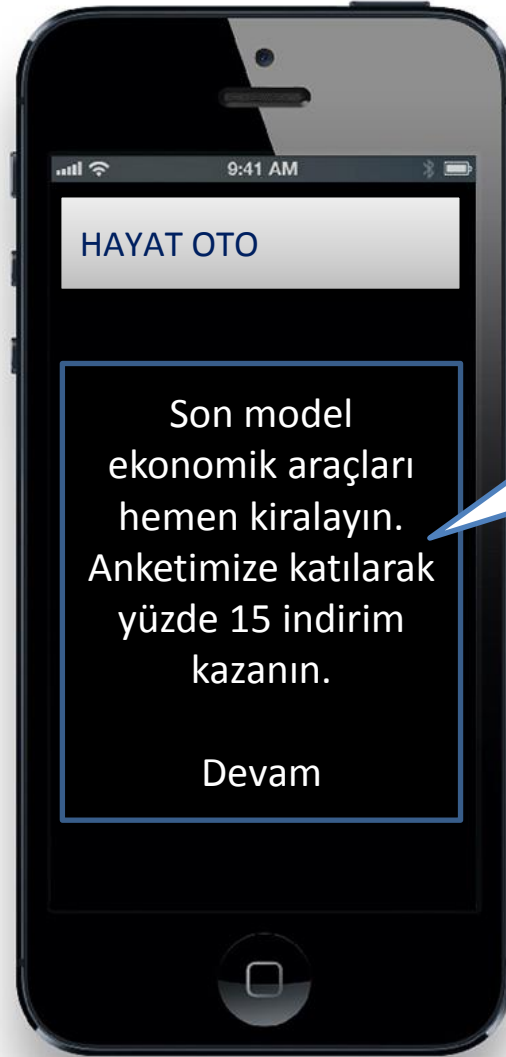 9:41 AM
HAYAT OTO
Son model
ekonomik araçları
hemen kiralayın.
Anketimize katılarak
yüzde 15 indirim
kazanın.
Devam